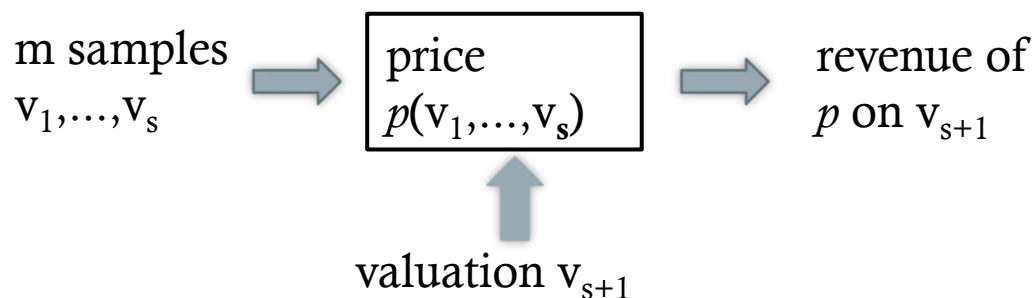 m samples
v₁,...,vₛ
price
p(v₁,...,vₛ)
revenue of
p on vₛ₊₁
valuation vₛ₊₁